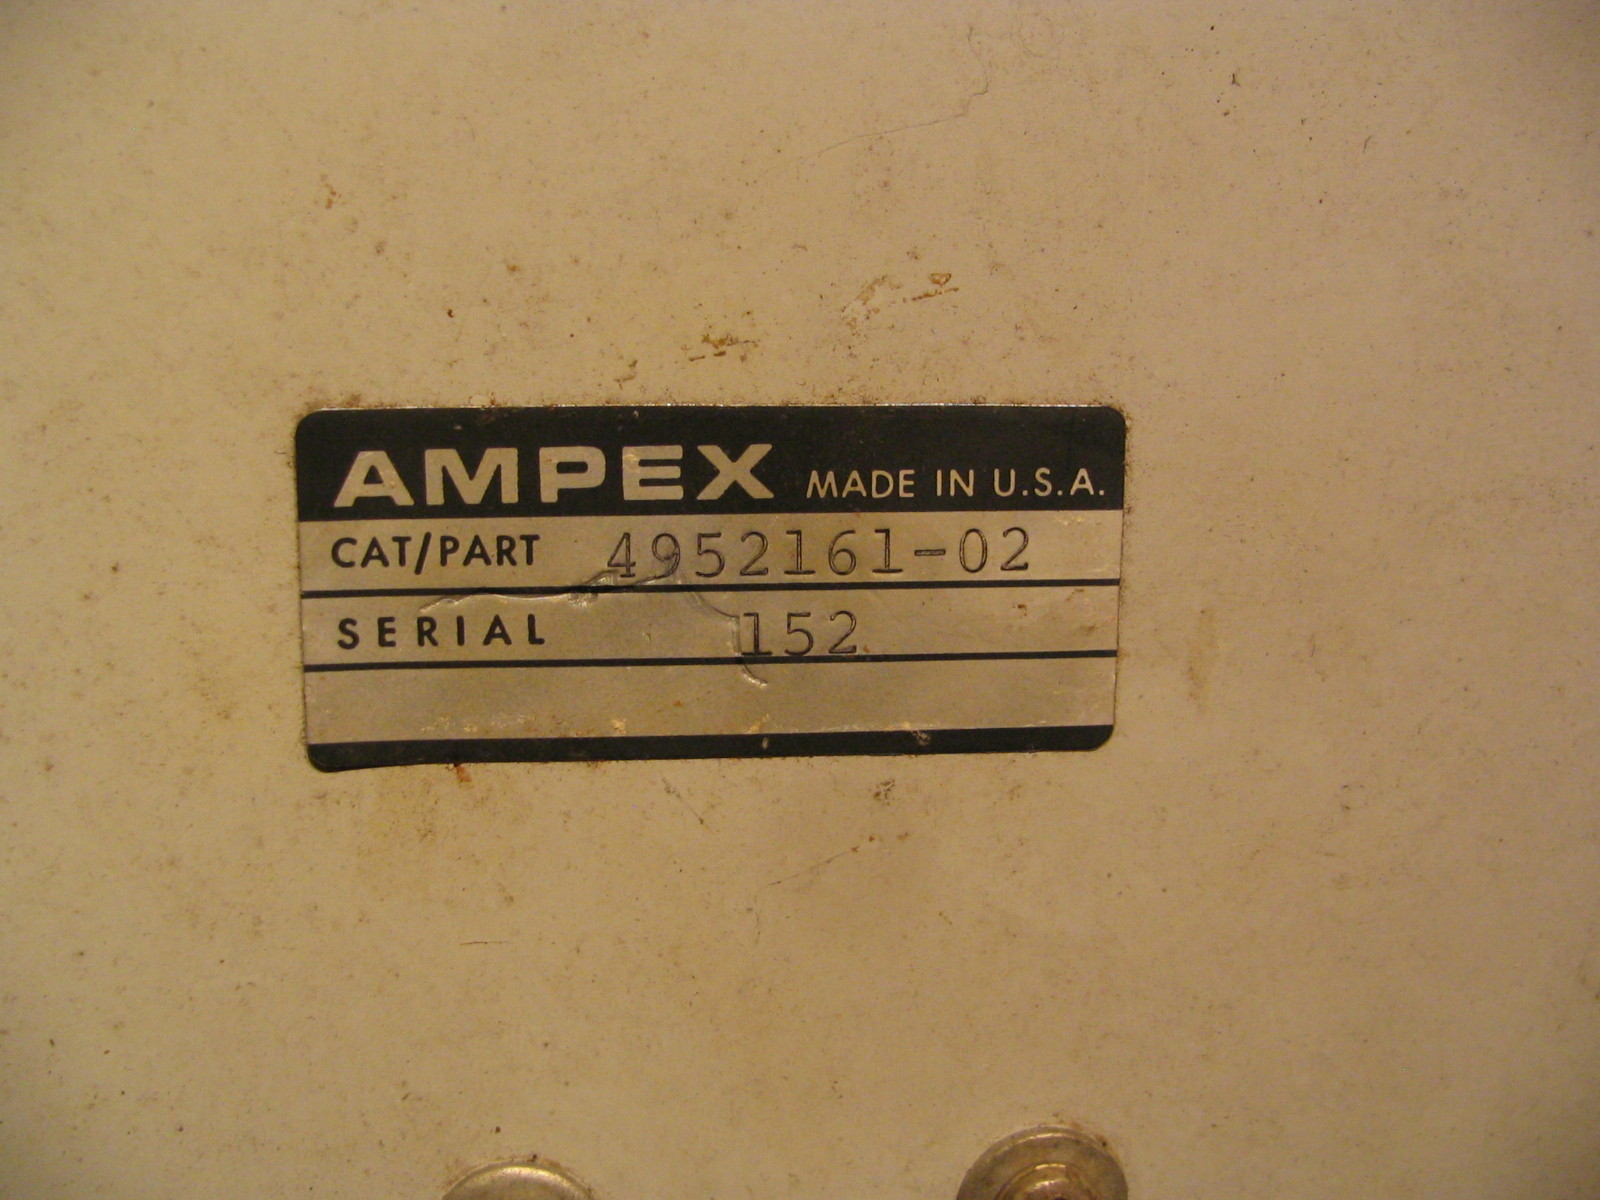 AMPEX MADE IN U.S.A.
CAT/PART 4952161-02
SERIAL 152